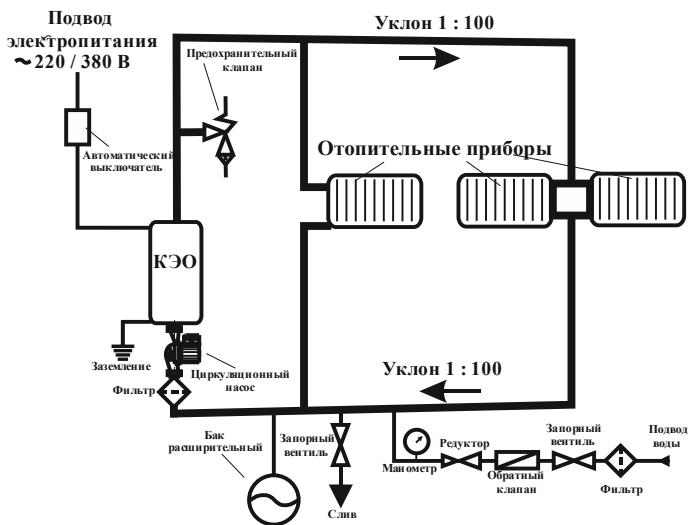 Подвод
электропитания
~ 220 / 380 В
Уклон 1 : 100
Предохранительный
клапан
Автоматический
выключатель
Отопительные приборы
КЭО
Заземление
Циркуляционный
насос
Фильтр
Уклон 1 : 100
Бак
расширительный
Запорный
вентиль
Слив
Манометр
Редуктор
Обратный
клапан
Запорный
вентиль
Фильтр
Подвод
воды